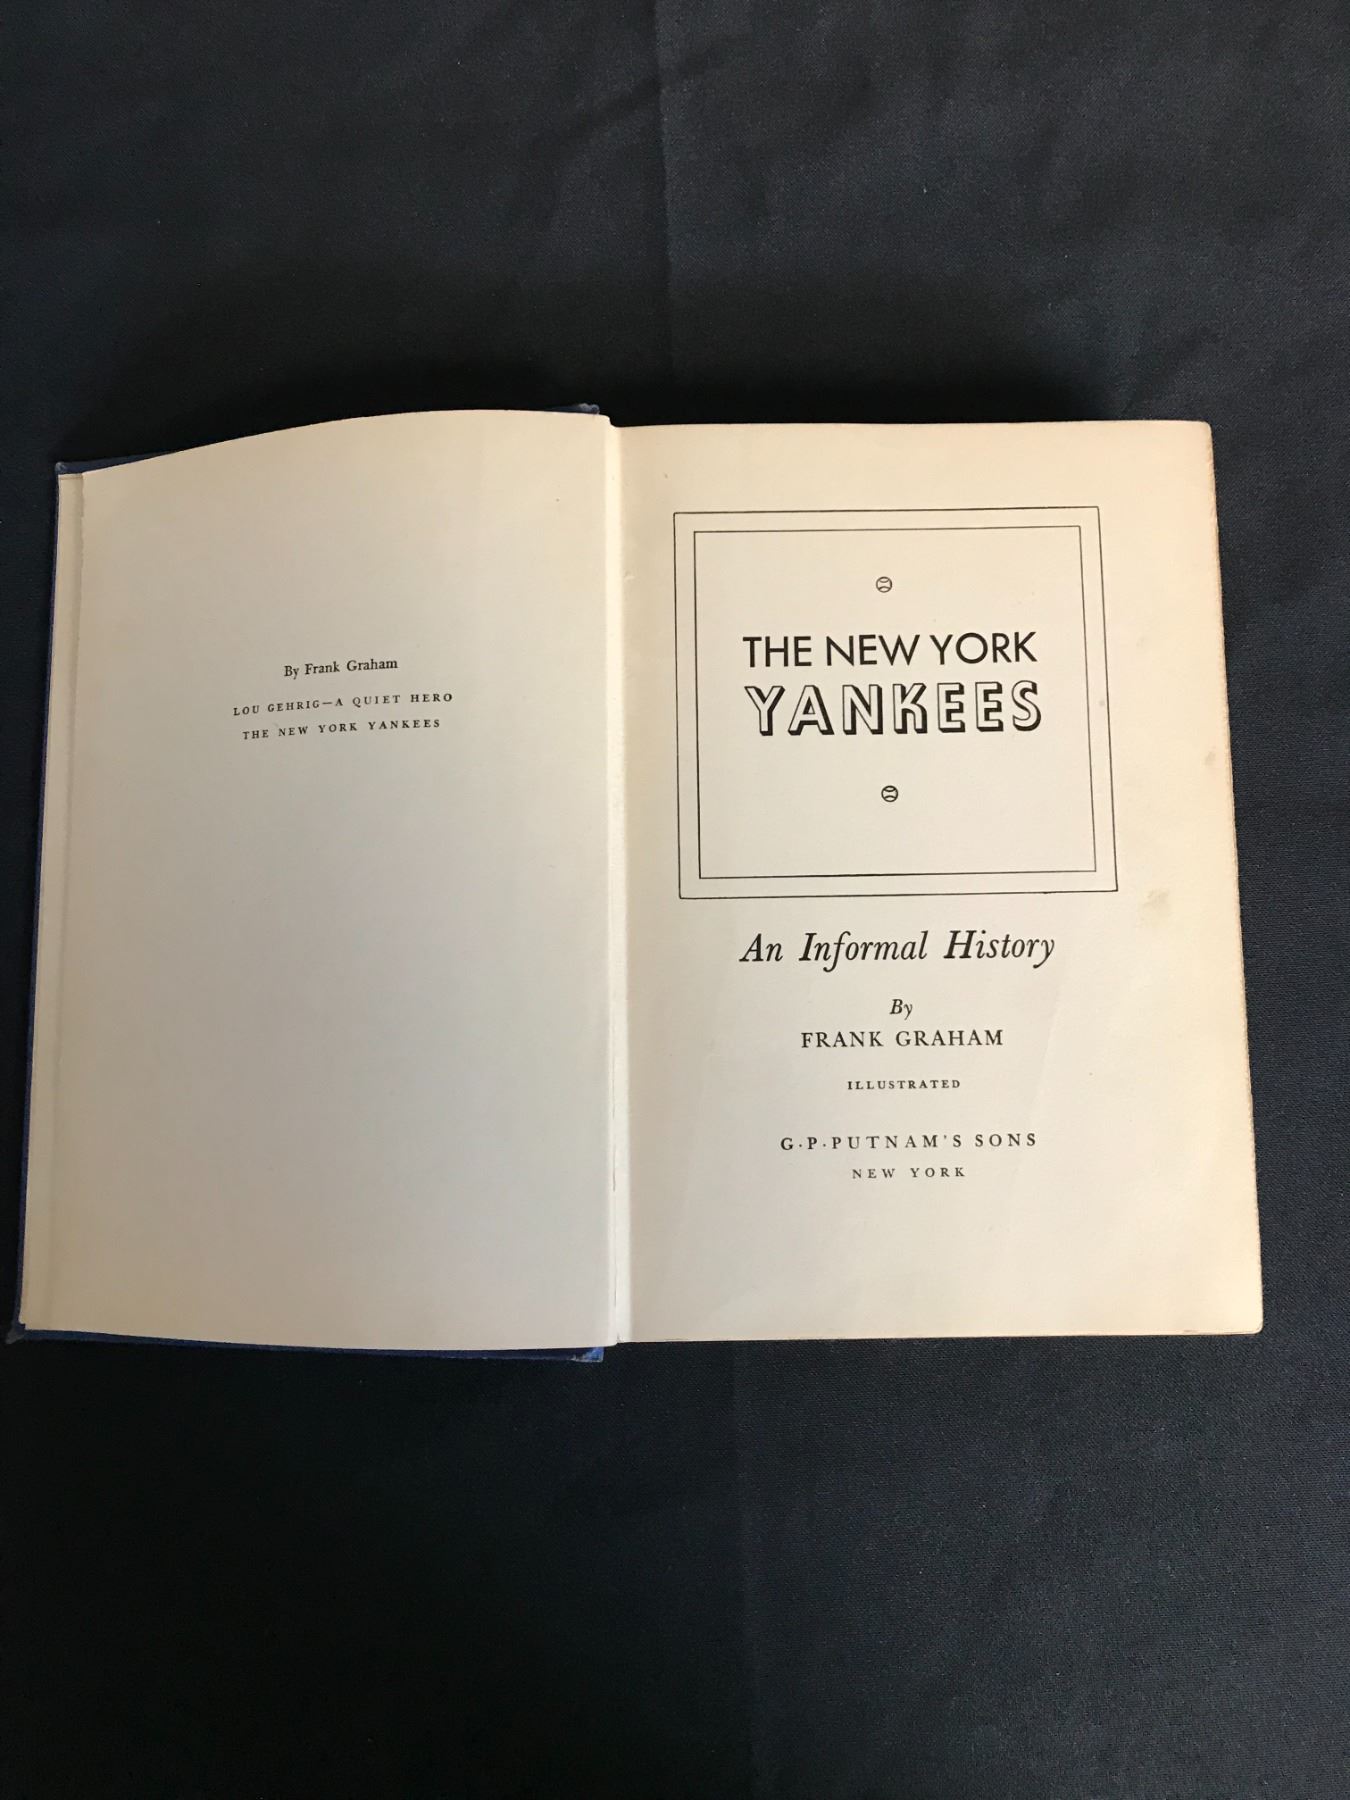 By Frank Graham
LOU GEHRIG—A QUIET HERO
THE NEW YORK YANKEES
THE NEW YORK
YANKEES
An Informal History
By
FRANK GRAHAM
ILLUSTRATED
G·P·PUTNAM'S SONS
NEW YORK